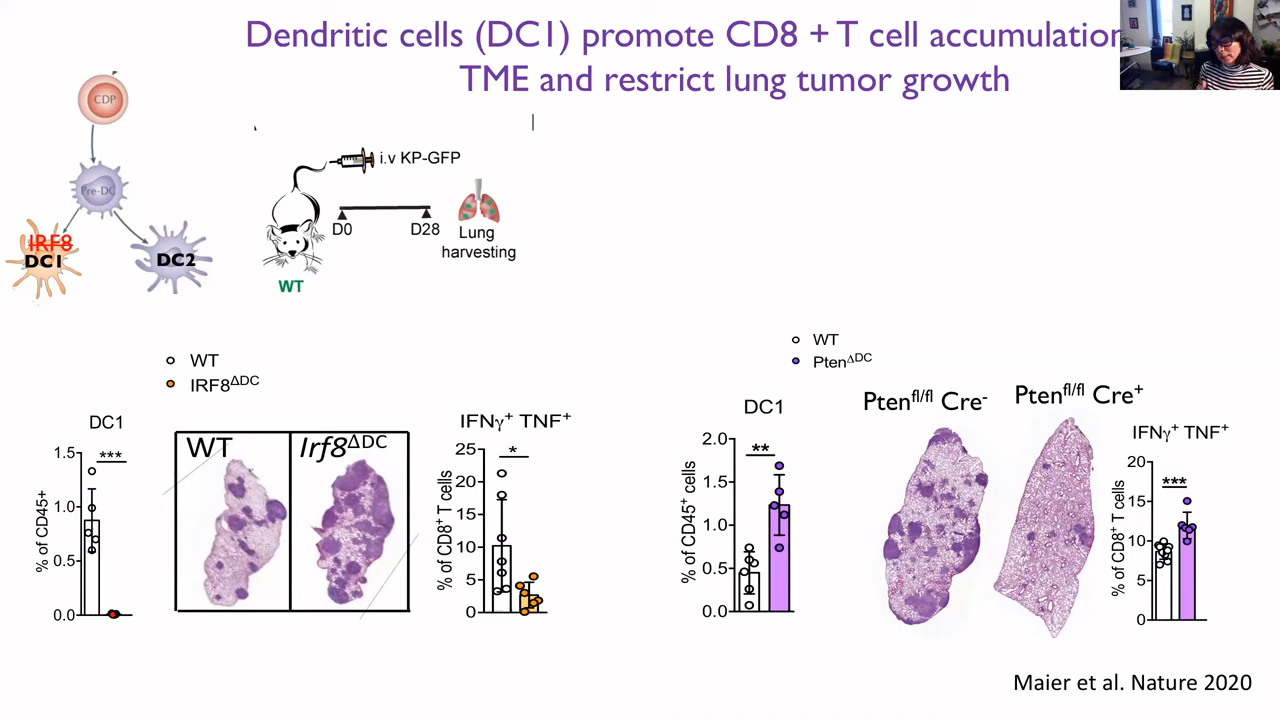 Dendritic cells (DC1) promote CD8 + T cell accumulation
TME and restrict lung tumor growth
CDP
Pre-DC
IRF8
DC1
DC2
i.v KP-GFP
D0
D28
Lung
harvesting
WT
WT
IRF8ΔDC
DC1
% of CD45+
1.5
1.0
0.5
0.0
***
WT
Irf8ΔDC
IFNγ+ TNF+
% of CD8+ T cells
25
20
15
10
5
0
*
WT
PtenΔDC
DC1
% of CD45+ cells
2.0
1.5
1.0
0.5
0.0
**
Ptenfl/fl Cre-
Ptenfl/fl Cre+
IFNγ+ TNF+
% of CD8+ T cells
20
15
10
5
0
***
Maier et al. Nature 2020